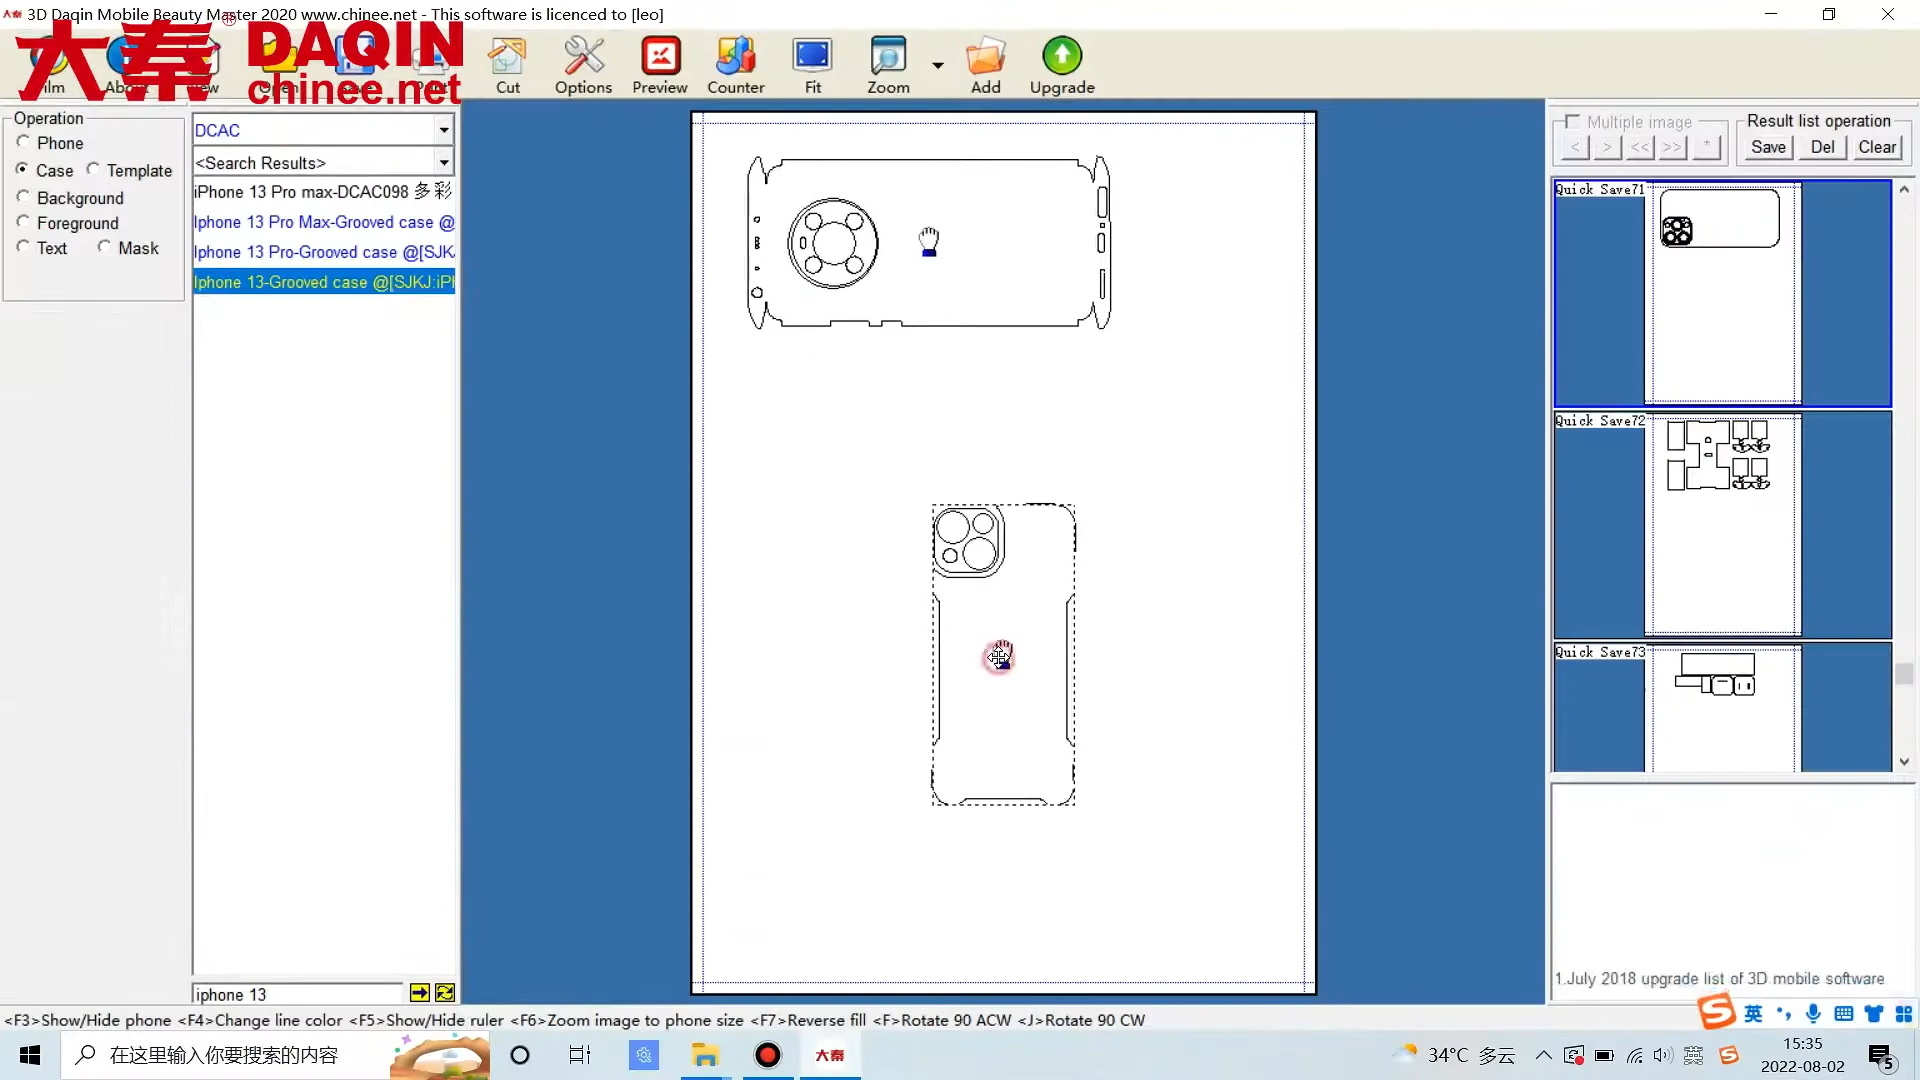 3D Daqin Mobile Beauty Master 2020 www.chinee.net - This software is licenced to [leo]
大秦 DAQIN
chinee.net
Cut Options Preview Counter Fit Zoom Add Upgrade
Operation
Phone
Case Template
Background
Foreground
Text Mask
DCAC
<Search Results>
iPhone 13 Pro max-DCAC098 多彩
Iphone 13 Pro Max-Grooved case @
Iphone 13 Pro-Grooved case @[SJK
Iphone 13-Grooved case @[SJKJ:iPh
iphone 13
Multiple image
< > << >> *
Result list operation
Save Del Clear
Quick Save71
Quick Save72
Quick Save73
1.July 2018 upgrade list of 3D mobile software
<F3>Show/Hide phone <F4>Change line color <F5>Show/Hide ruler <F6>Zoom image to phone size <F7>Reverse fill <F>Rotate 90 ACW <J>Rotate 90 CW
英
在这里输入你要搜索的内容
大秦
34°C 多云
英
15:35
2022-08-02
5